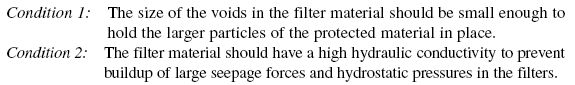 Condition 1: The size of the voids in the filter material should be small enough to
hold the larger particles of the protected material in place.
Condition 2: The filter material should have a high hydraulic conductivity to prevent
buildup of large seepage forces and hydrostatic pressures in the filters.